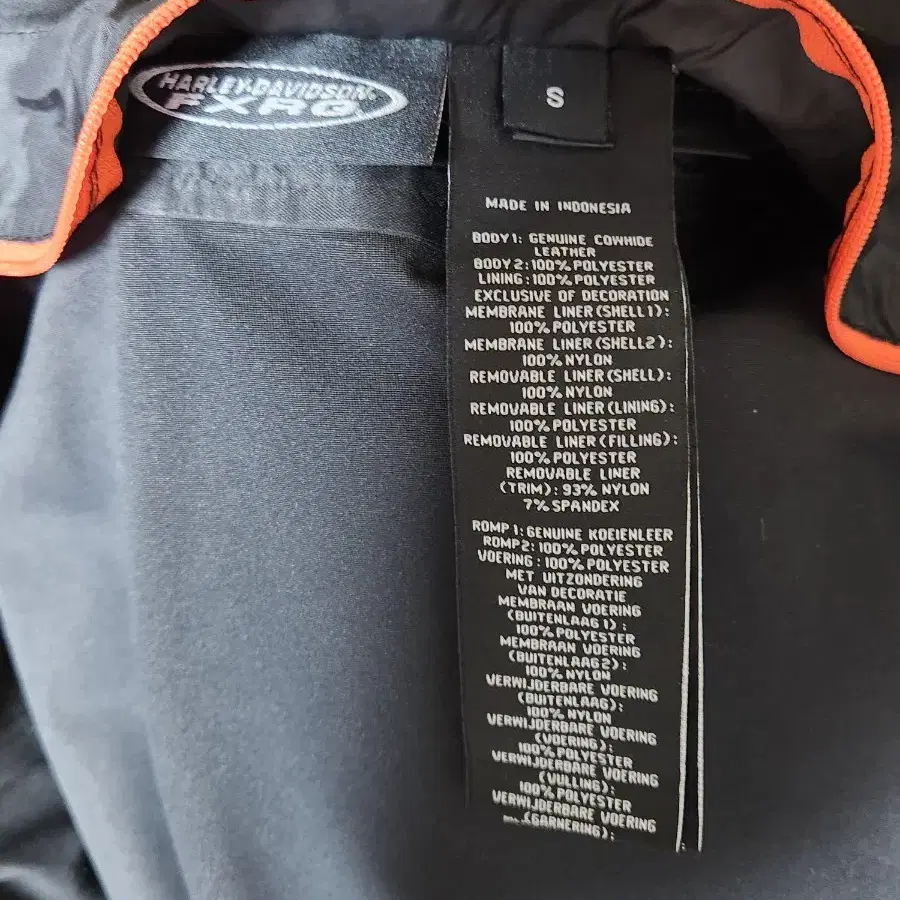 HARLEY-DAVIDSON
FXRG
S
MADE IN INDONESIA
BODY1: GENUINE COWHIDE
LEATHER
BODY2:100% POLYESTER
LINING:100% POLYESTER
EXCLUSIVE OF DECORATION
MEMBRANE LINER(SHELL1):
100% POLYESTER
MEMBRANE LINER(SHELL2):
100% NYLON
REMOVABLE LINER(SHELL):
100% NYLON
REMOVABLE LINER(LINING):
100% POLYESTER
REMOVABLE LINER(FILLING):
100% POLYESTER
REMOVABLE LINER
(TRIM): 93% NYLON
7% SPANDEX
ROMP1:GENUINE KOEIENLEER
ROMP2:100% POLYESTER
VOERING:100% POLYESTER
MET UITZONDERING
VAN DECORATIE
MEMBRAAN VOERING
(BUITENLAAG1):
100% POLYESTER
MEMBRAAN VOERING
(BUITENLAAG2):
100% NYLON
VERWIJDERBARE VOERING
(BUITENLAAG):
100% NYLON
VERWIJDERBARE VOERING
(VOERING):
100% POLYESTER
VERWIJDERBARE VOERING
(VULLING):
100% POLYESTER
VERWIJDERBARE VOERING
(GARNERING):